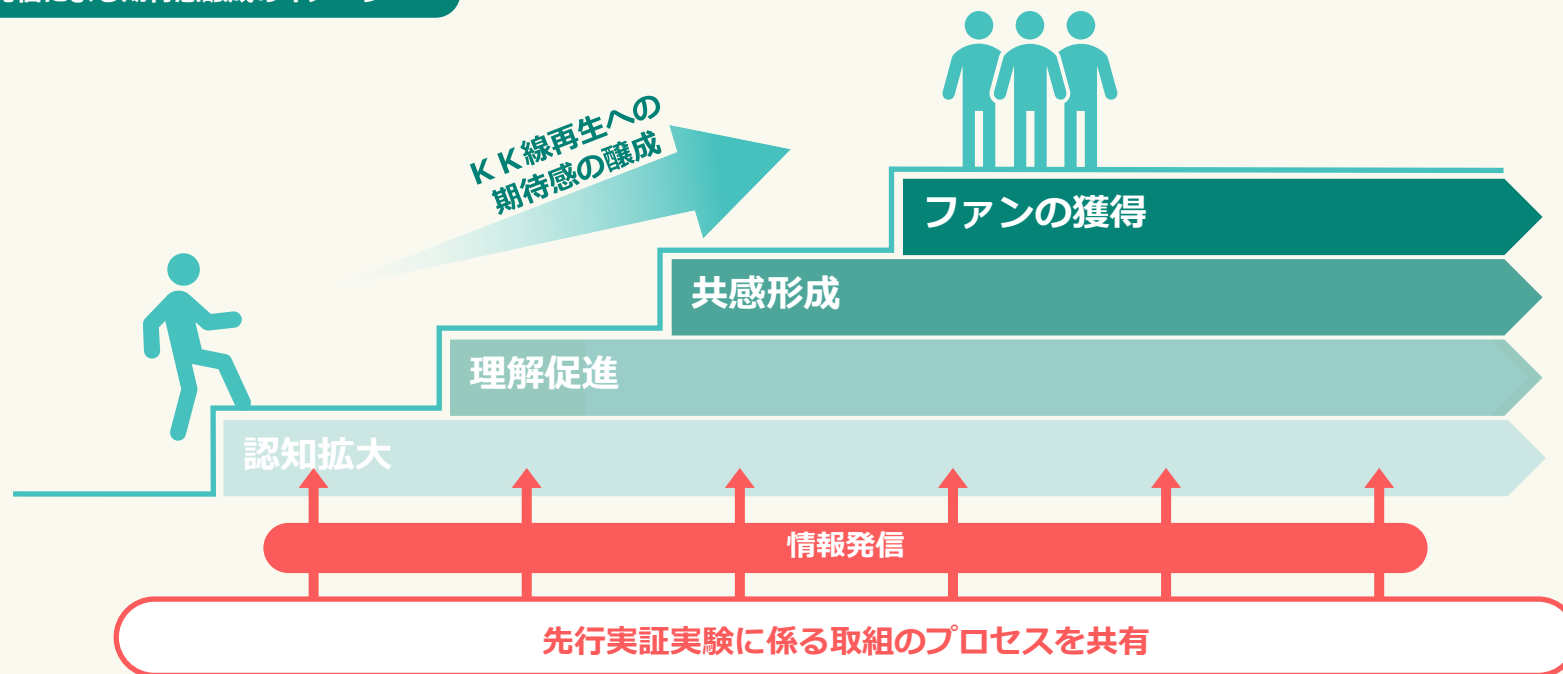 ＫＫ線再生への
期待感の醸成
ファンの獲得
共感形成
理解促進
認知拡大
情報発信
先行実証実験に係る取組のプロセスを共有